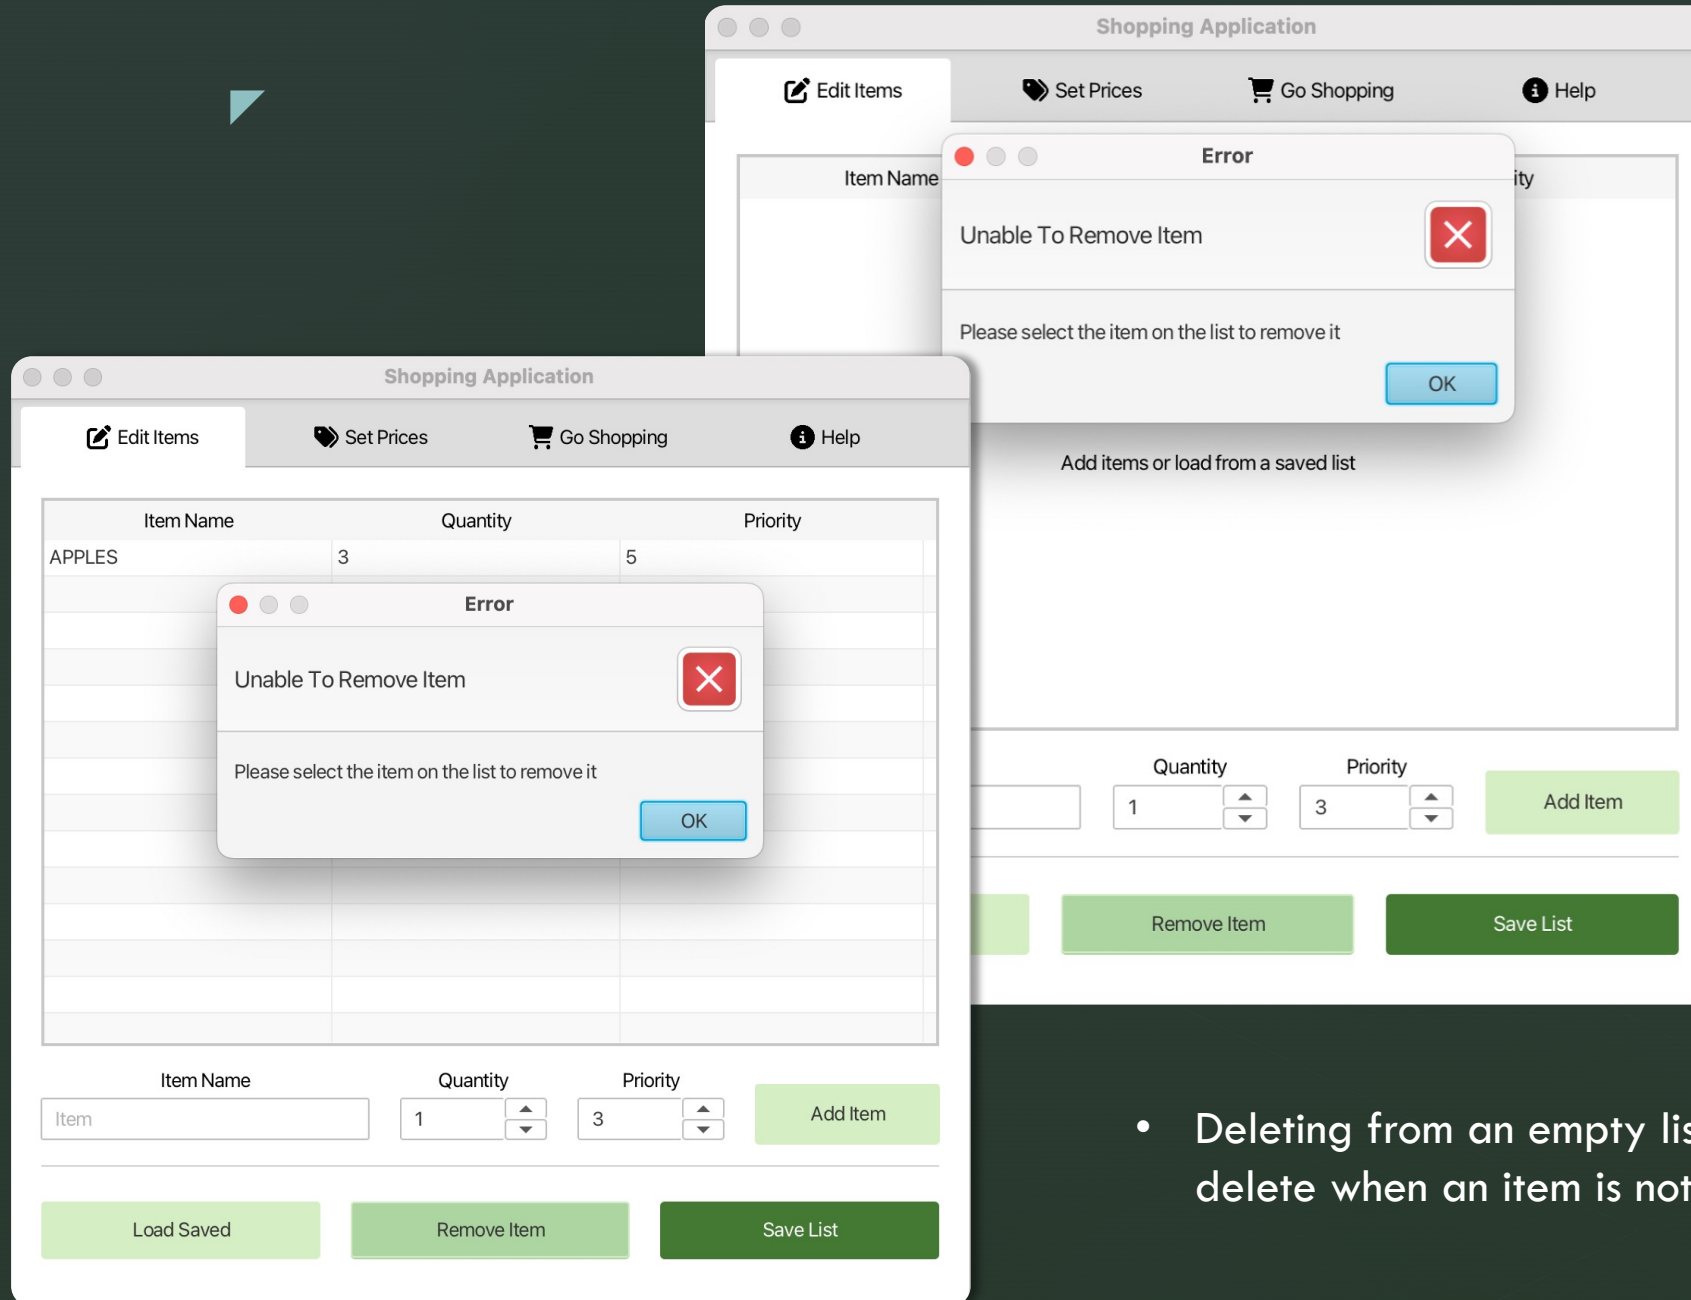 Shopping Application
Edit Items Set Prices Go Shopping Help
Item Name
Error
Unable To Remove Item
Please select the item on the list to remove it
OK
Add items or load from a saved list
Quantity Priority
1 3 Add Item
Remove Item Save List
Shopping Application
Edit Items Set Prices Go Shopping Help
Item Name Quantity Priority
APPLES 3 5
Error
Unable To Remove Item
Please select the item on the list to remove it
OK
Item Name Quantity Priority
Item 1 3 Add Item
Load Saved Remove Item Save List
• Deleting from an empty
delete when an item is not